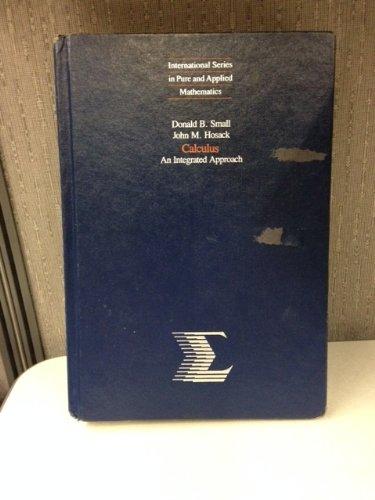 International Series
in Pure and Applied
Mathematics
Donald B. Small
John M. Hosack
Calculus
An Integrated Approach